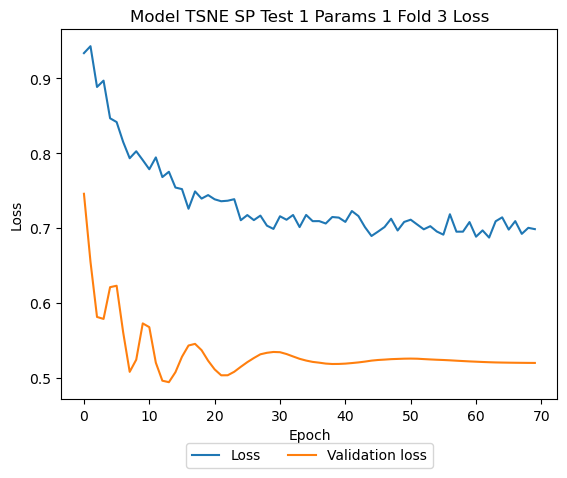 Model TSNE SP Test 1 Params 1 Fold 3 Loss
0.9
0.8
0.7
0.6
0.5
Loss
0 10 20 30 40 50 60 70
Epoch
Loss Validation loss